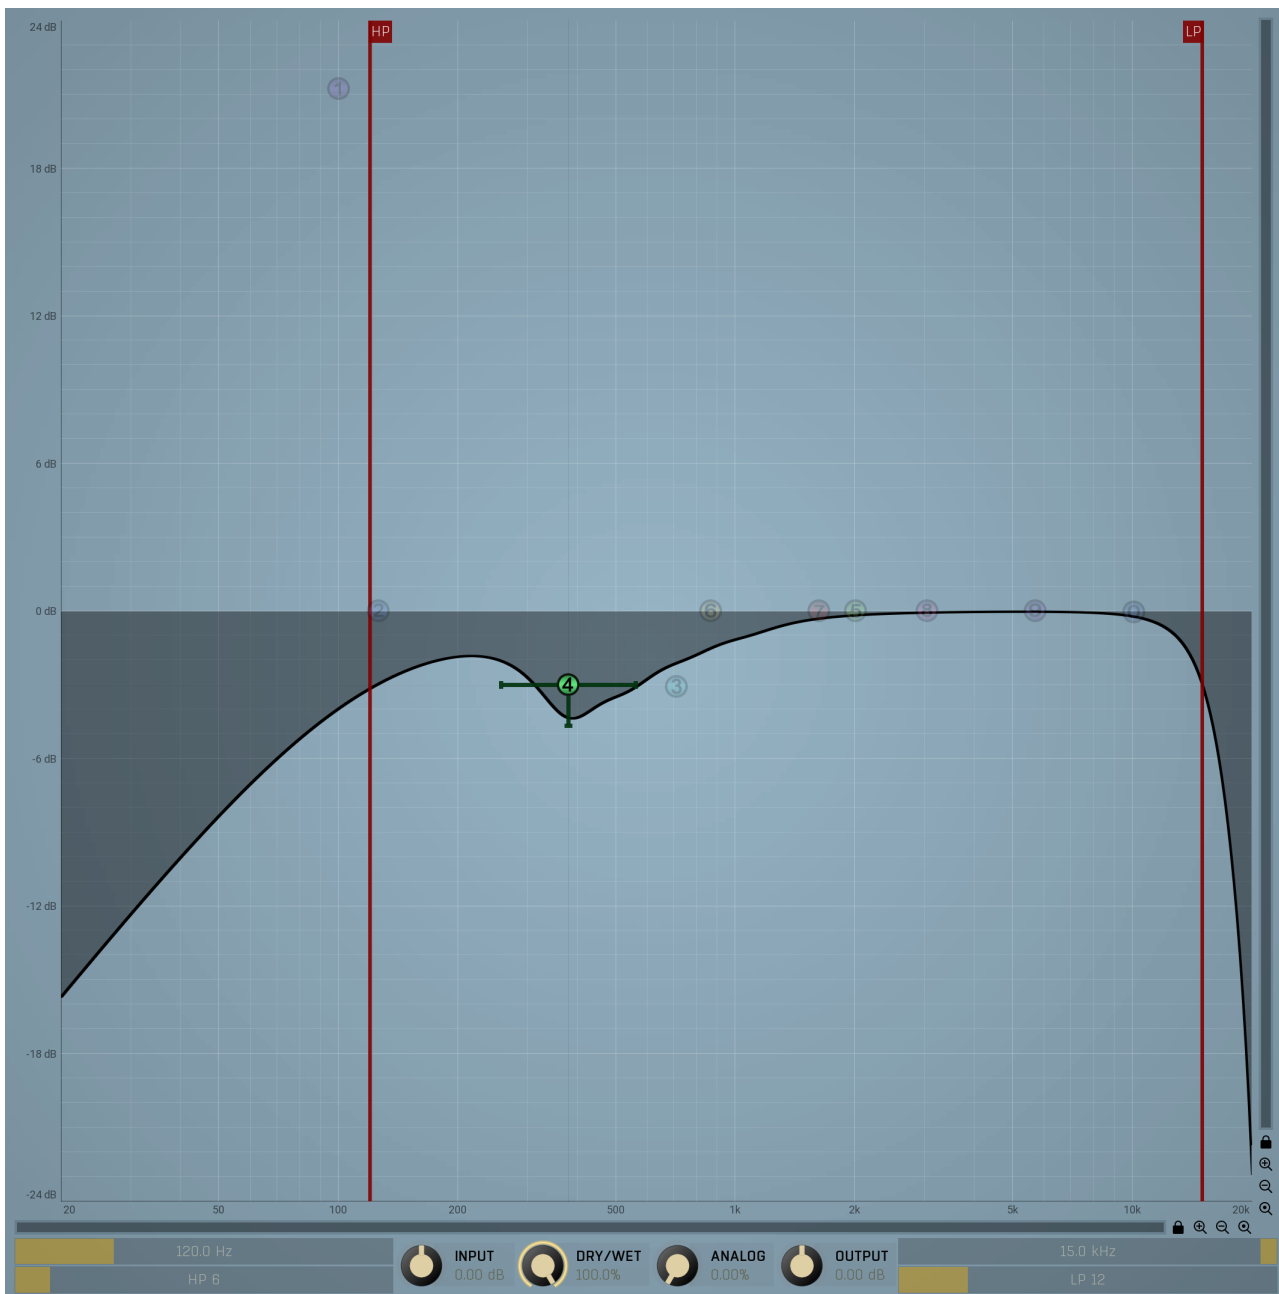 24 dB
HP
LP
1
18 dB
12 dB
6 dB
0 dB
2 6 7 5 8 9 0
4
3
-6 dB
-12 dB
-18 dB
-24 dB
20 50 100 200 500 1k 2k 5k 10k 20k
120.0 Hz
HP 6
INPUT
0.00 dB
DRY/WET
100.0%
ANALOG
0.00%
OUTPUT
0.00 dB
15.0 kHz
LP 12